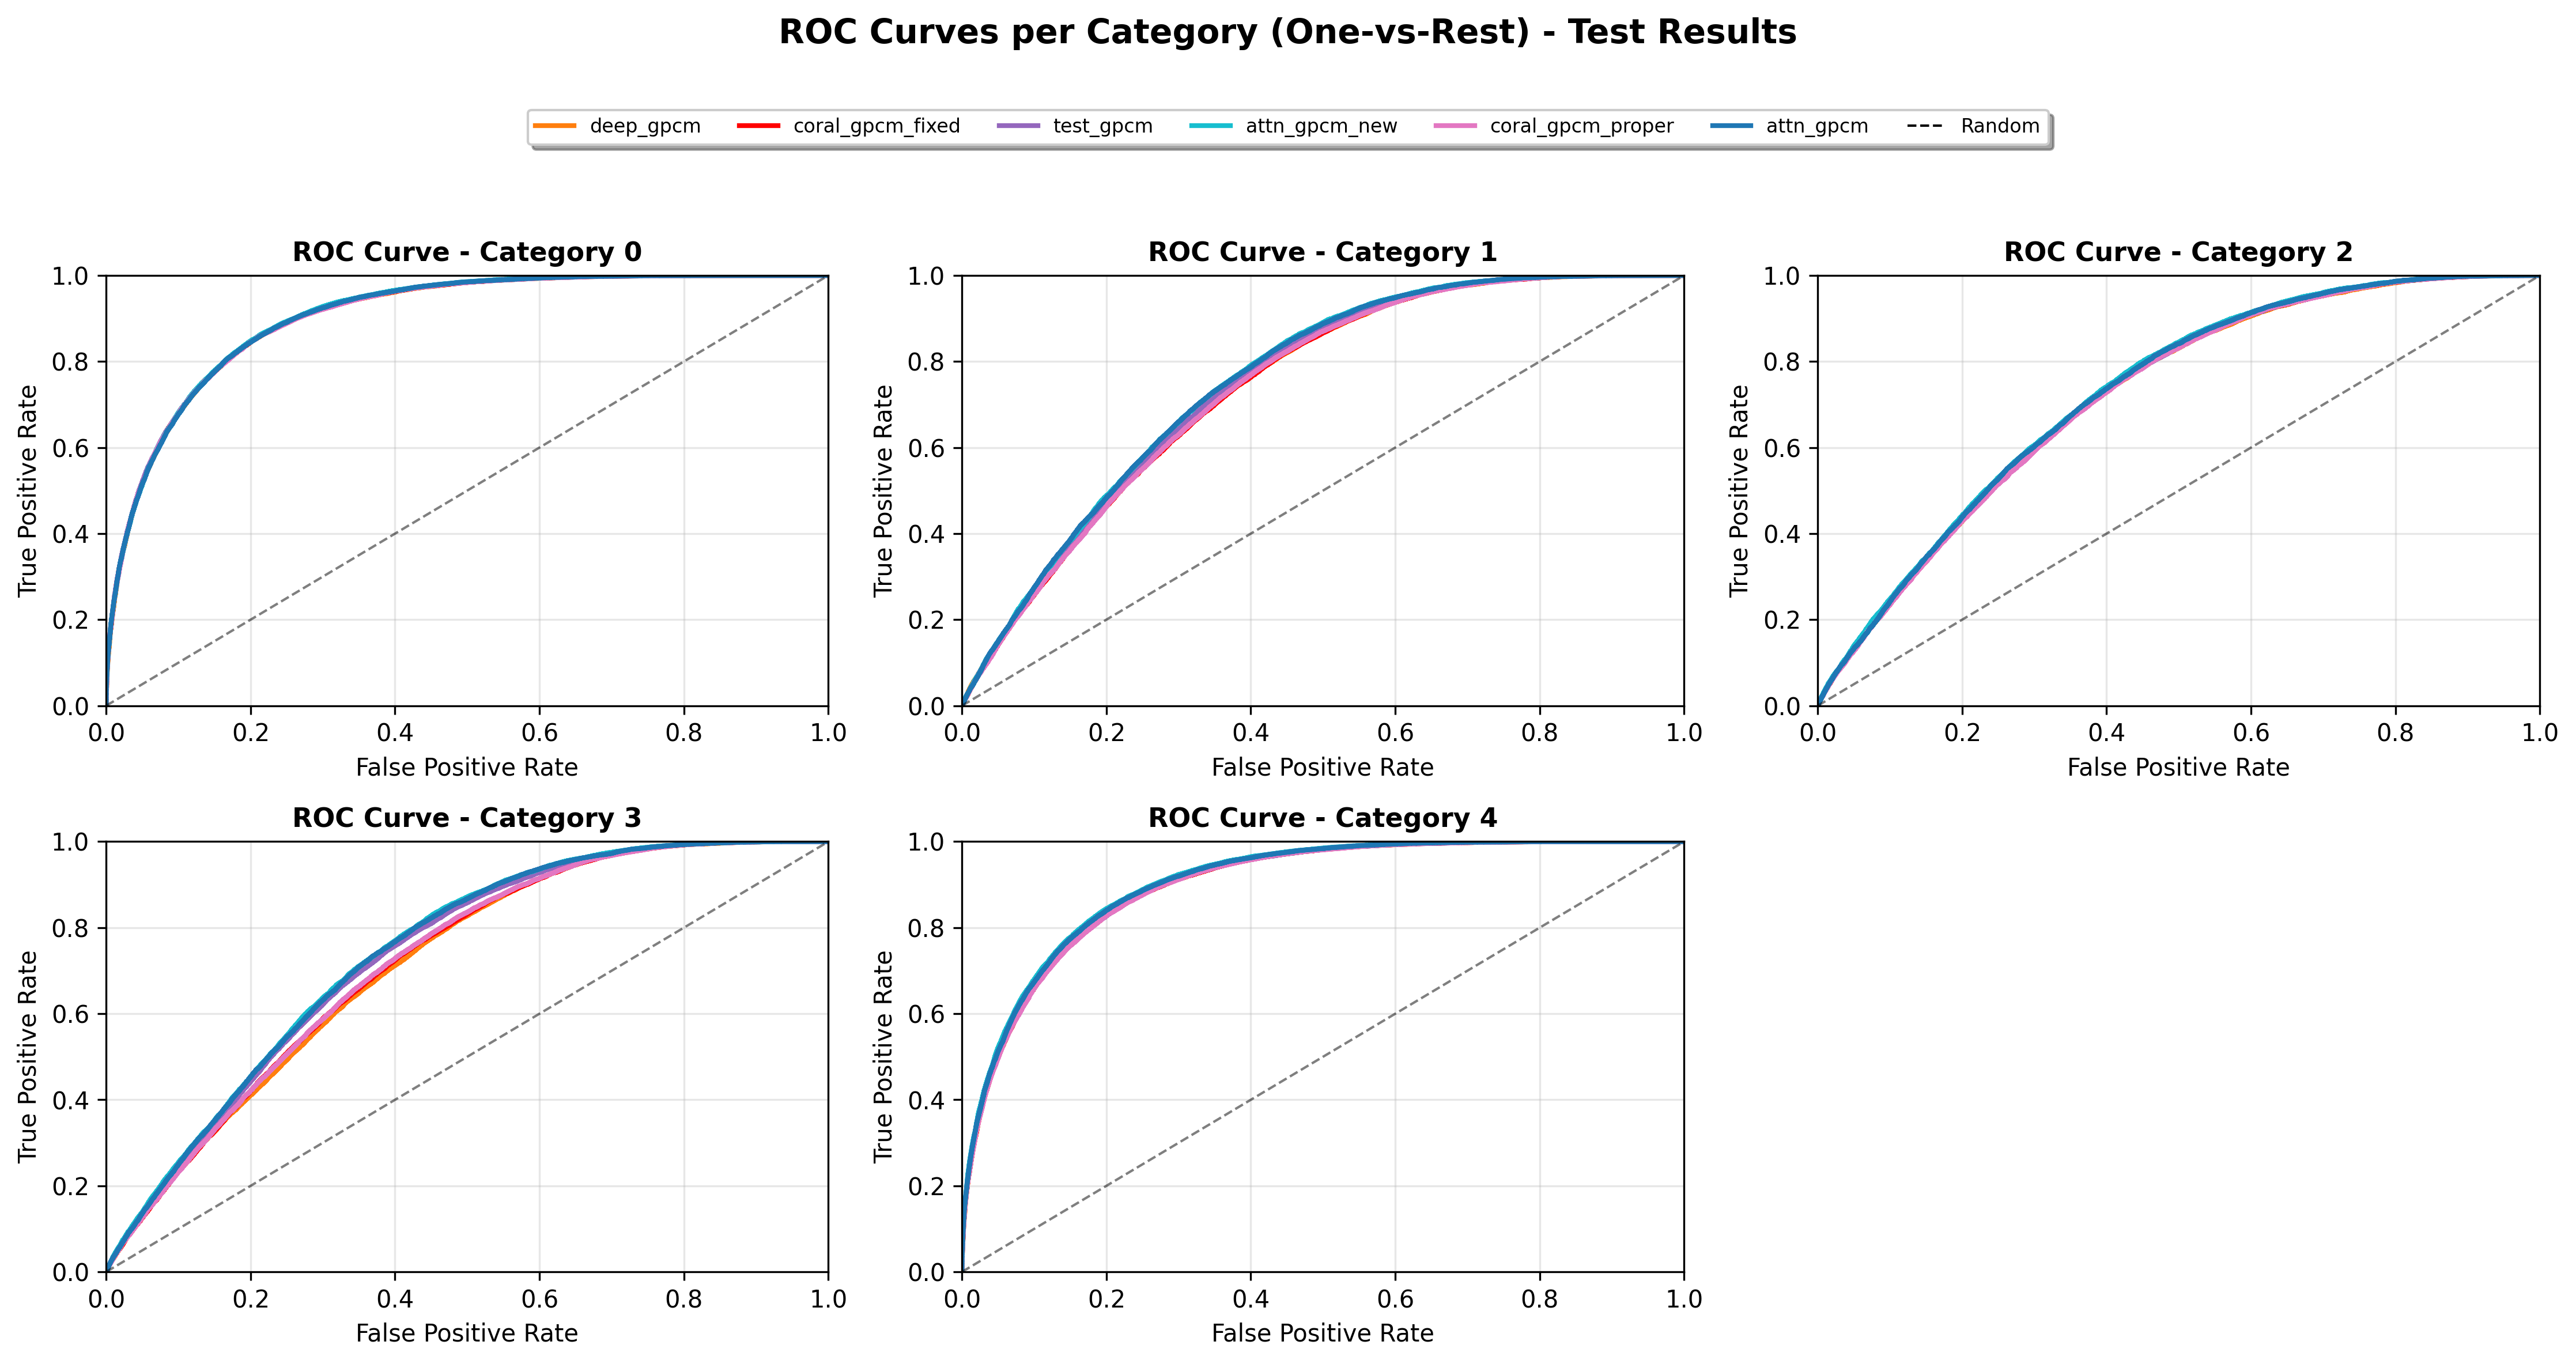 ROC Curves per Category (One-vs-Rest) - Test Results
deep_gpcm coral_gpcm_fixed test_gpcm attn_gpcm_new coral_gpcm_proper attn_gpcm Random
ROC Curve - Category 0
1.0
0.8
0.6
0.4
0.2
0.0
True Positive Rate
0.0 0.2 0.4 0.6 0.8 1.0
False Positive Rate
ROC Curve - Category 1
1.0
0.8
0.6
0.4
0.2
0.0
True Positive Rate
0.0 0.2 0.4 0.6 0.8 1.0
False Positive Rate
ROC Curve - Category 2
1.0
0.8
0.6
0.4
0.2
0.0
True Positive Rate
0.0 0.2 0.4 0.6 0.8 1.0
False Positive Rate
ROC Curve - Category 3
1.0
0.8
0.6
0.4
0.2
0.0
True Positive Rate
0.0 0.2 0.4 0.6 0.8 1.0
False Positive Rate
ROC Curve - Category 4
1.0
0.8
0.6
0.4
0.2
0.0
True Positive Rate
0.0 0.2 0.4 0.6 0.8 1.0
False Positive Rate